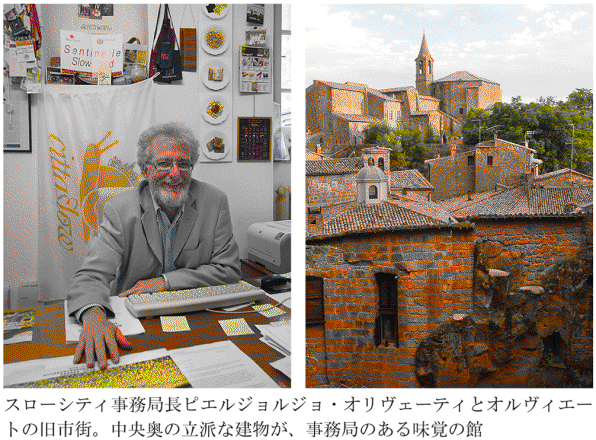 Sentinelle
Slow Food
cittaslow
スローシティ事務局長ピエルジョルジョ・オリヴェーティとオルヴィエー
トの旧市街。中央奥の立派な建物が、事務局のある味覚の館